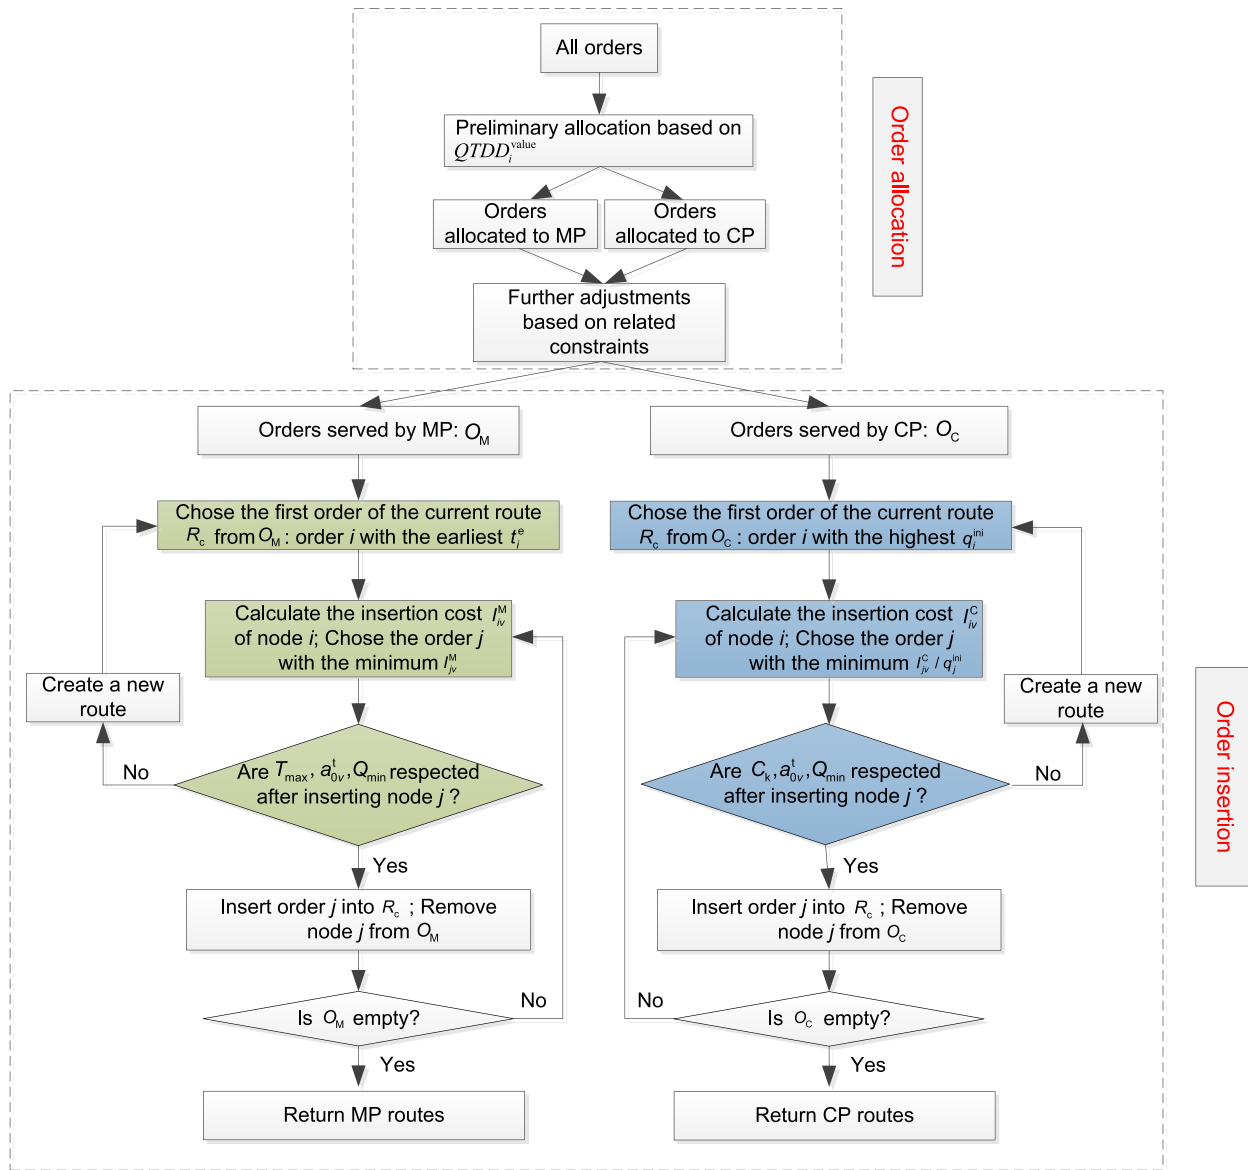 All orders
Preliminary allocation based on
QTDD_i^value
Orders
allocated to MP
Orders
allocated to CP
Further adjustments
based on related
constraints
Order allocation
Orders served by MP: O_M
Orders served by CP: O_C
Chose the first order of the current route
R_c from O_M : order i with the earliest t_i^e
Chose the first order of the current route
R_c from O_C : order i with the highest q_i^ini
Calculate the insertion cost I_iv^M
of node i; Chose the order j
with the minimum I_jv^M
Calculate the insertion cost I_iv^C
of node i; Chose the order j
with the minimum I_jv^C / q_j^ini
Create a new
route
Create a new
route
Order insertion
No
Are T_max, a_0v^t, Q_min respected
after inserting node j ?
Are C_k, a_0v^t, Q_min respected
after inserting node j ?
No
Yes
Yes
Insert order j into R_c ; Remove
node j from O_M
Insert order j into R_c ; Remove
node j from O_C
Is O_M empty?
No
No
Is O_C empty?
Yes
Yes
Return MP routes
Return CP routes